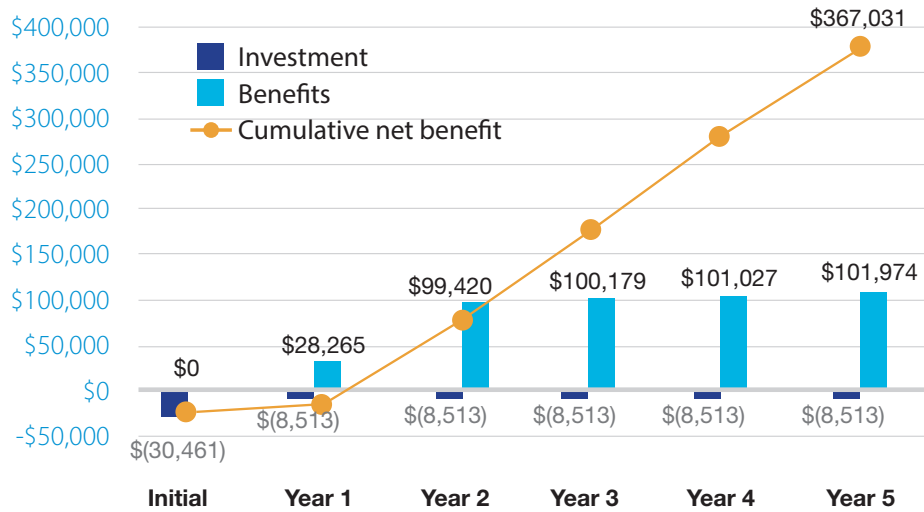 $400,000
$350,000
$300,000
$250,000
$200,000
$150,000
$100,000
$50,000
$0
-$50,000
Investment
Benefits
Cumulative net benefit
$367,031
$0
$28,265
$99,420
$100,179
$101,027
$101,974
$(30,461)
$(8,513)
$(8,513)
$(8,513)
$(8,513)
$(8,513)
Initial
Year 1
Year 2
Year 3
Year 4
Year 5